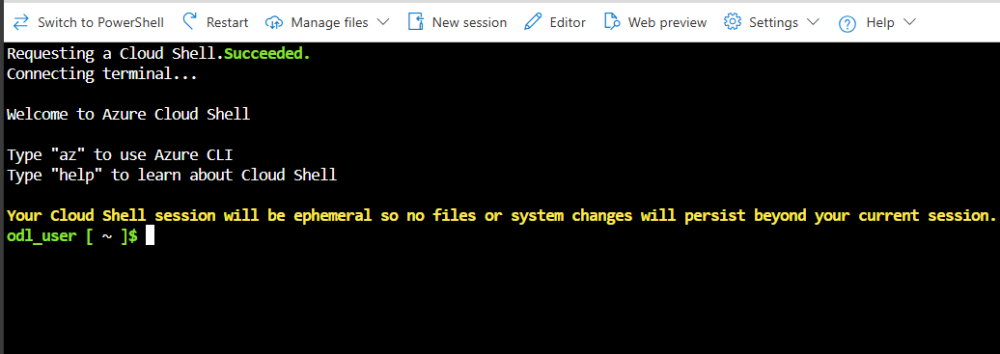 Switch to PowerShell Restart Manage files New session Editor Web preview Settings Help
Requesting a Cloud Shell.Succeeded.
Connecting terminal...
Welcome to Azure Cloud Shell
Type "az" to use Azure CLI
Type "help" to learn about Cloud Shell
Your Cloud Shell session will be ephemeral so no files or system changes will persist beyond your current session.
odl_user [ ~ ]$